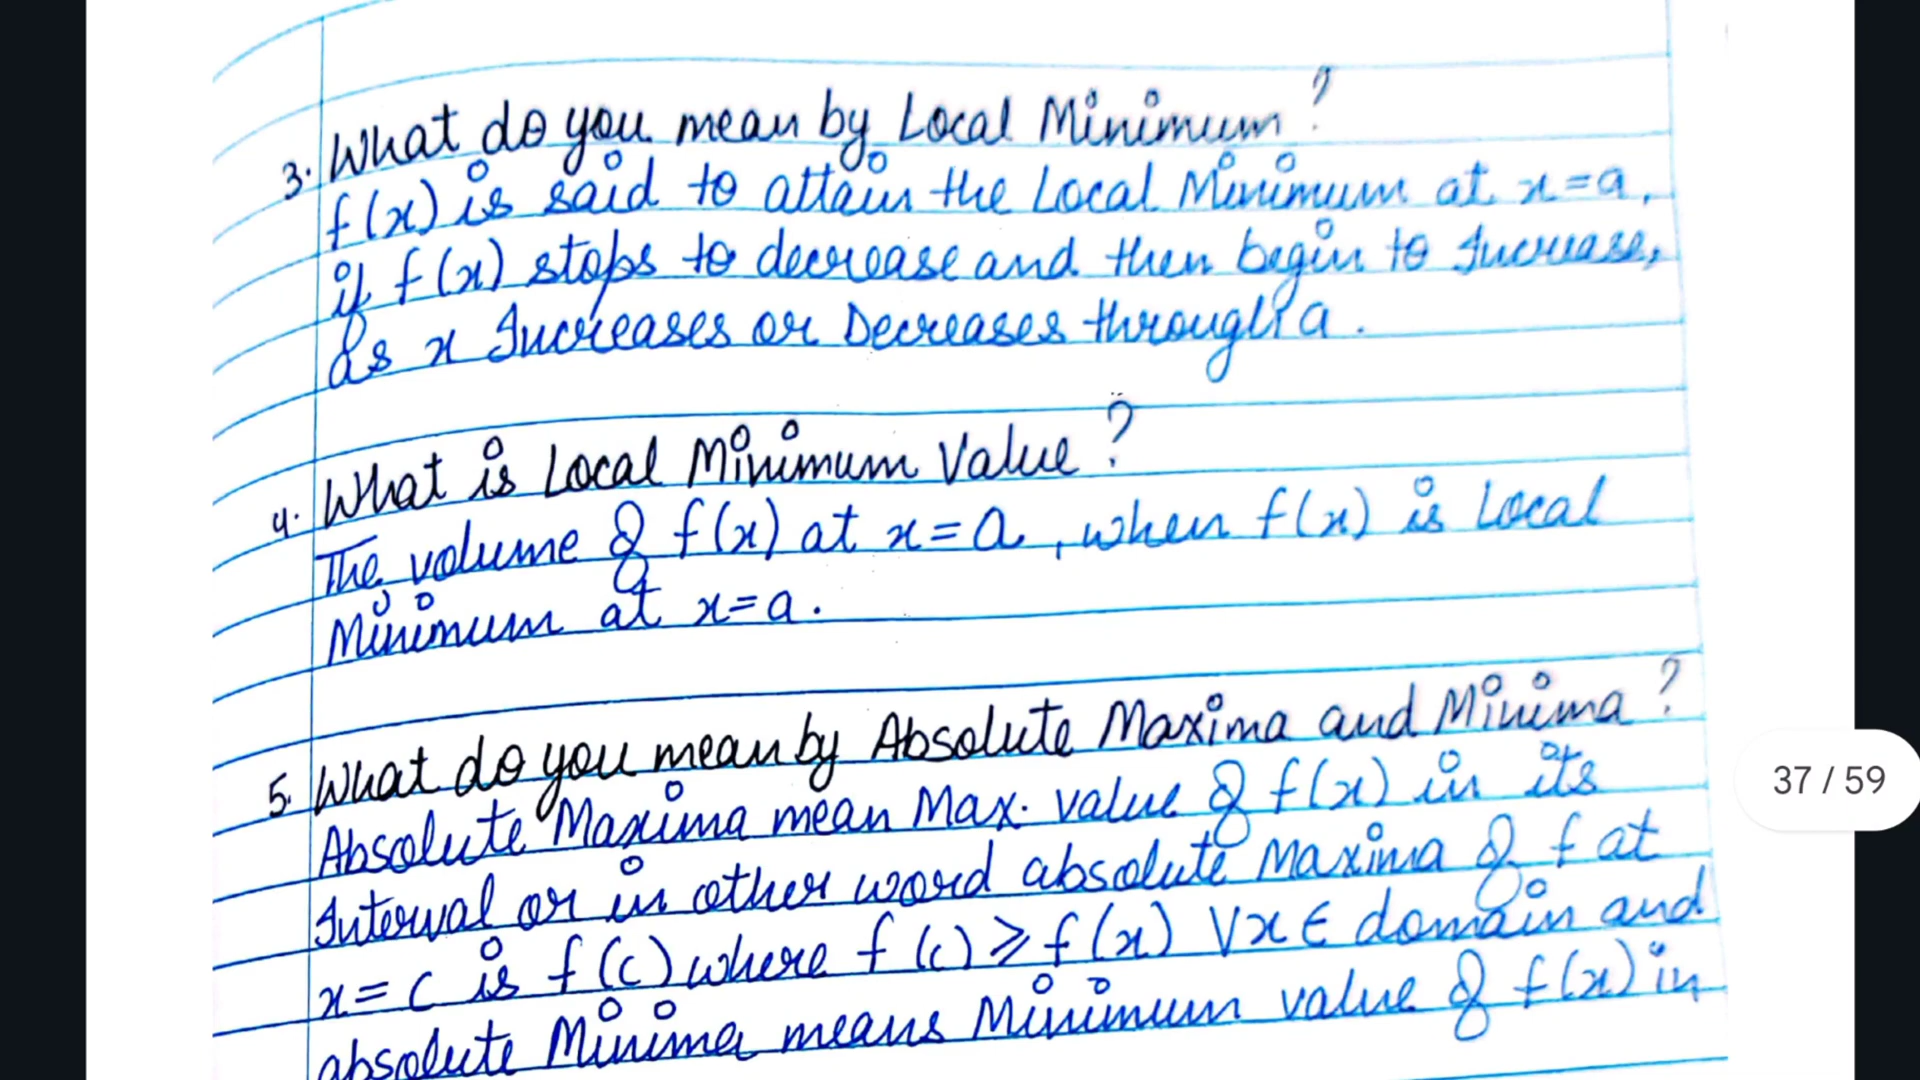 3. What do you mean by Local Minimum?
f(x) is said to attain the Local Minimum at x=a,
if f(x) stops to decrease and then begin to Increase,
As x Increases or Decreases through a.
4. What is Local Minimum Value?
The volume of f(x) at x=a, when f(x) is Local
Minimum at x=a.
5. What do you mean by Absolute Maxima and Minima?
Absolute Maxima mean Max. value of f(x) in its
Interval or in other word absolute Maxima of f at
x=c is f(c) where f(c) ≥ f(x) ∀x∈ domain and
absolute Minima means Minimum value of f(x) in
37 / 59